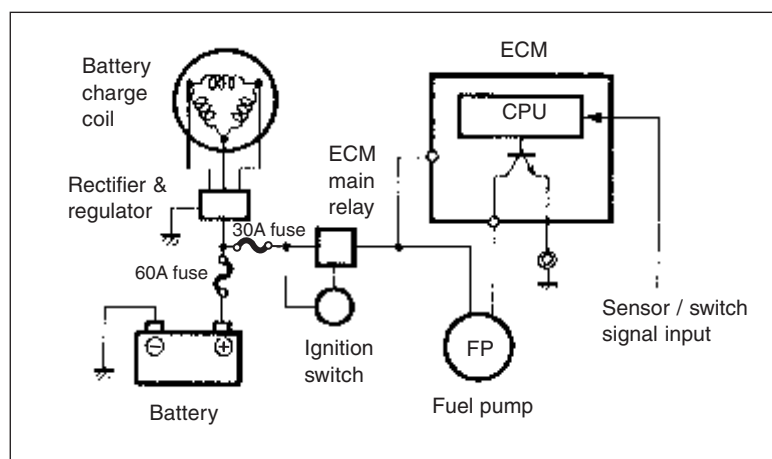 ECM
Battery
charge
coil
CPU
ECM
main
relay
Rectifier &
regulator
30A fuse
60A fuse
Sensor / switch
signal input
Ignition
switch
FP
Fuel pump
Battery